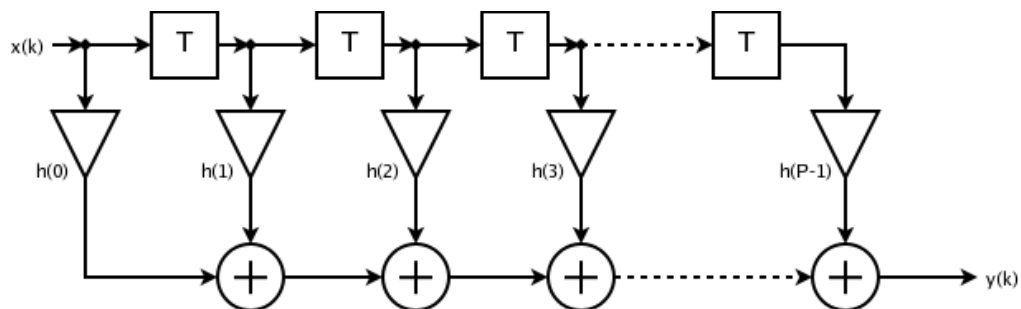 x(k) T T T T
h(0) h(1) h(2) h(3) h(P-1)
+ + + + y(k)